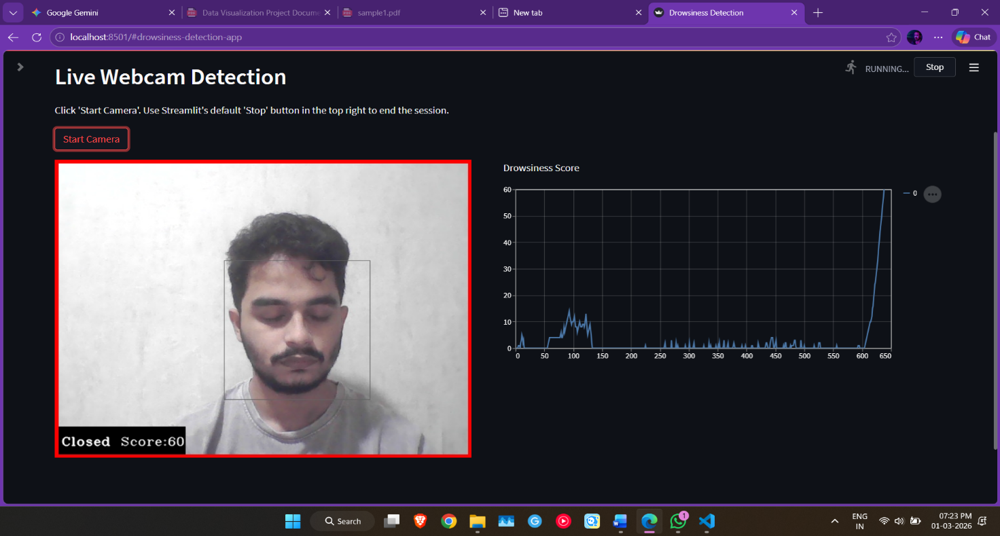 Google Gemini
Data Visualization Project Docume
sample1.pdf
New tab
Drowsiness Detection
localhost:8501/#drowsiness-detection-app
Chat
Live Webcam Detection
RUNNING...
Stop
Click 'Start Camera'. Use Streamlit's default 'Stop' button in the top right to end the session.
Start Camera
Drowsiness Score
60
50
40
30
20
10
0
0 50 100 150 200 250 300 350 400 450 500 550 600 650
0
Closed Score:60
Search
1
ENG
IN
07:23 PM
01-03-2026